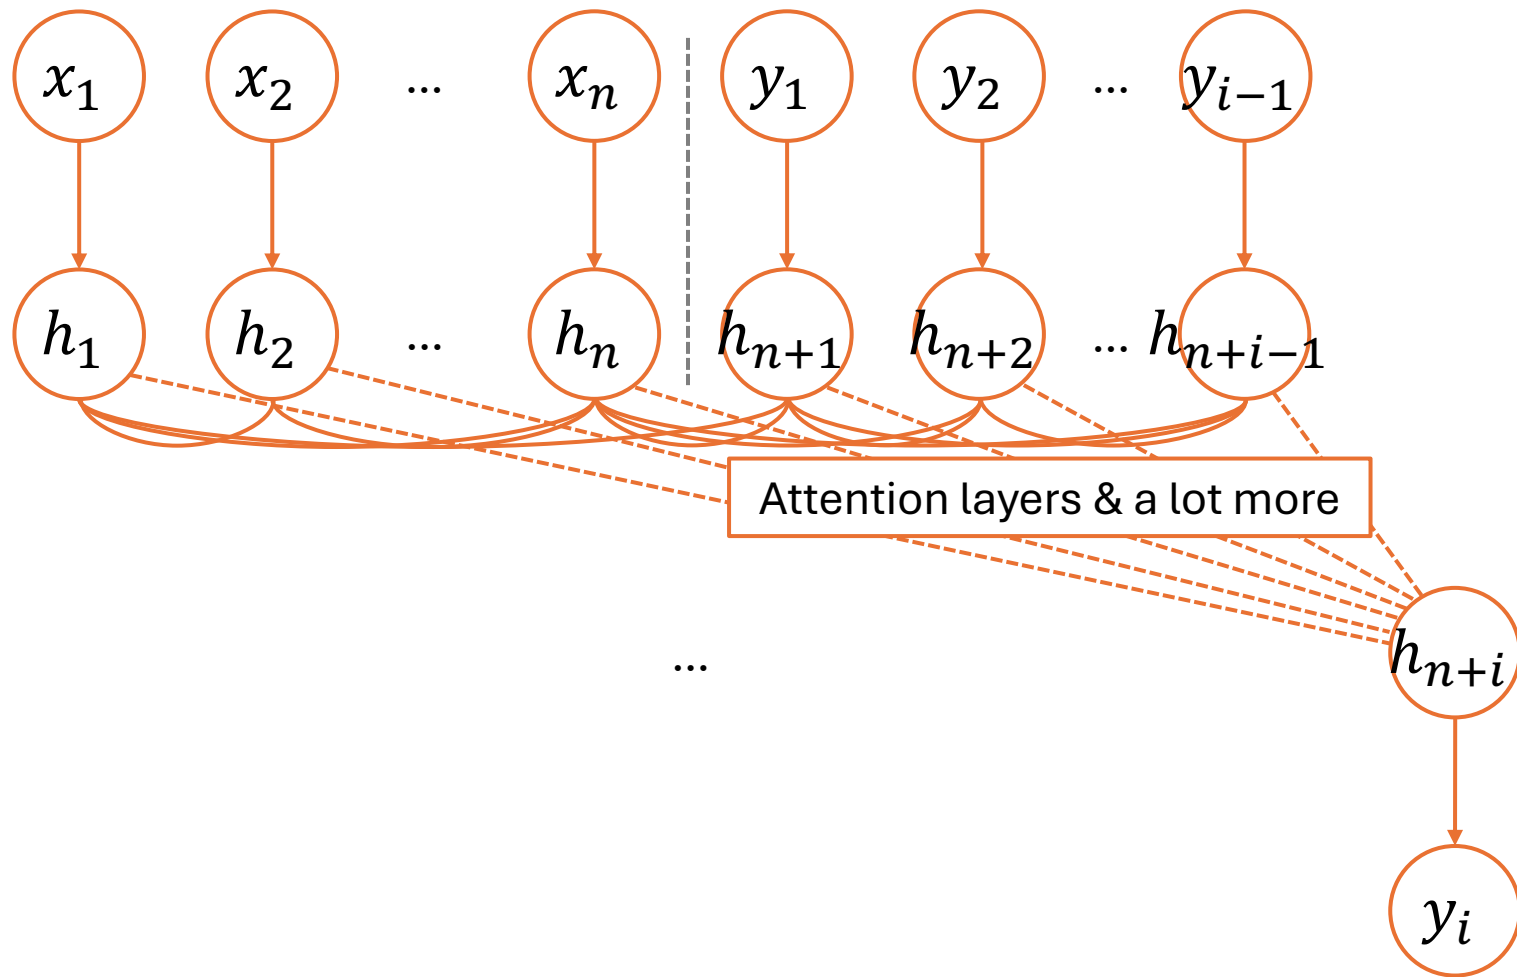 x₁ x₂ ... xₙ y₁ y₂ ... yᵢ₋₁
h₁ h₂ ... hₙ hₙ₊₁ hₙ₊₂ ... hₙ₊ᵢ₋₁
Attention layers & a lot more
... hₙ₊ᵢ
yᵢ